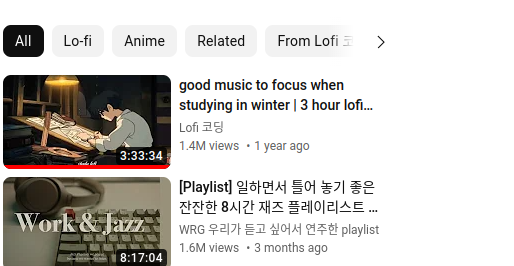 All Lo-fi Anime Related From Lofi
good music to focus when
studying in winter | 3 hour lofi…
Lofi 코딩
1.4M views • 1 year ago
3:33:34
[Playlist] 일하면서 틀어 놓기 좋은
잔잔한 8시간 재즈 플레이리스트 …
WRG 우리가 듣고 싶어서 연주한 playlist
1.6M views • 3 months ago
Work & Jazz
8:17:04